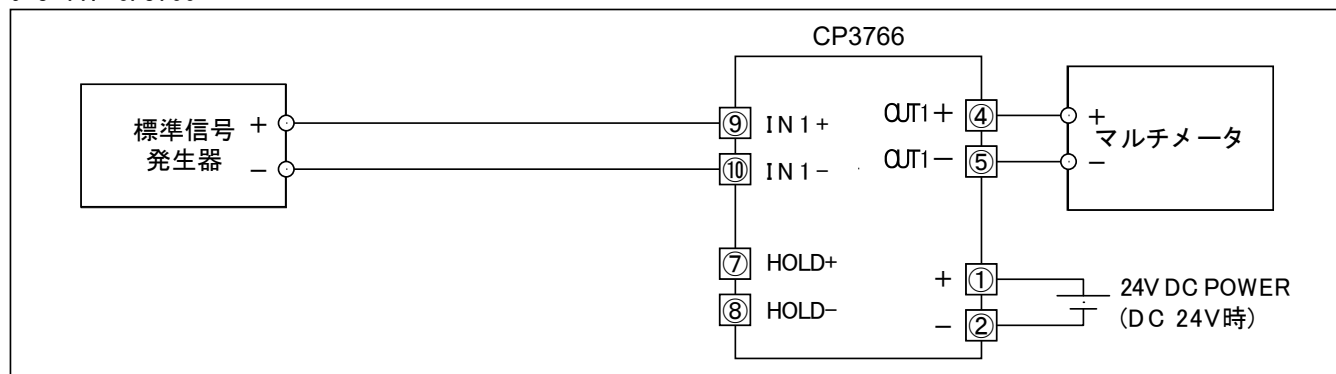 CP3766
標準信号
発生器
+
−
⑨ IN1+
⑩ IN1-
⑦ HOLD+
⑧ HOLD-
OUT1+ ④
OUT1- ⑤
+ ①
− ②
+
−
マルチメータ
24V DC POWER
(DC 24V時)